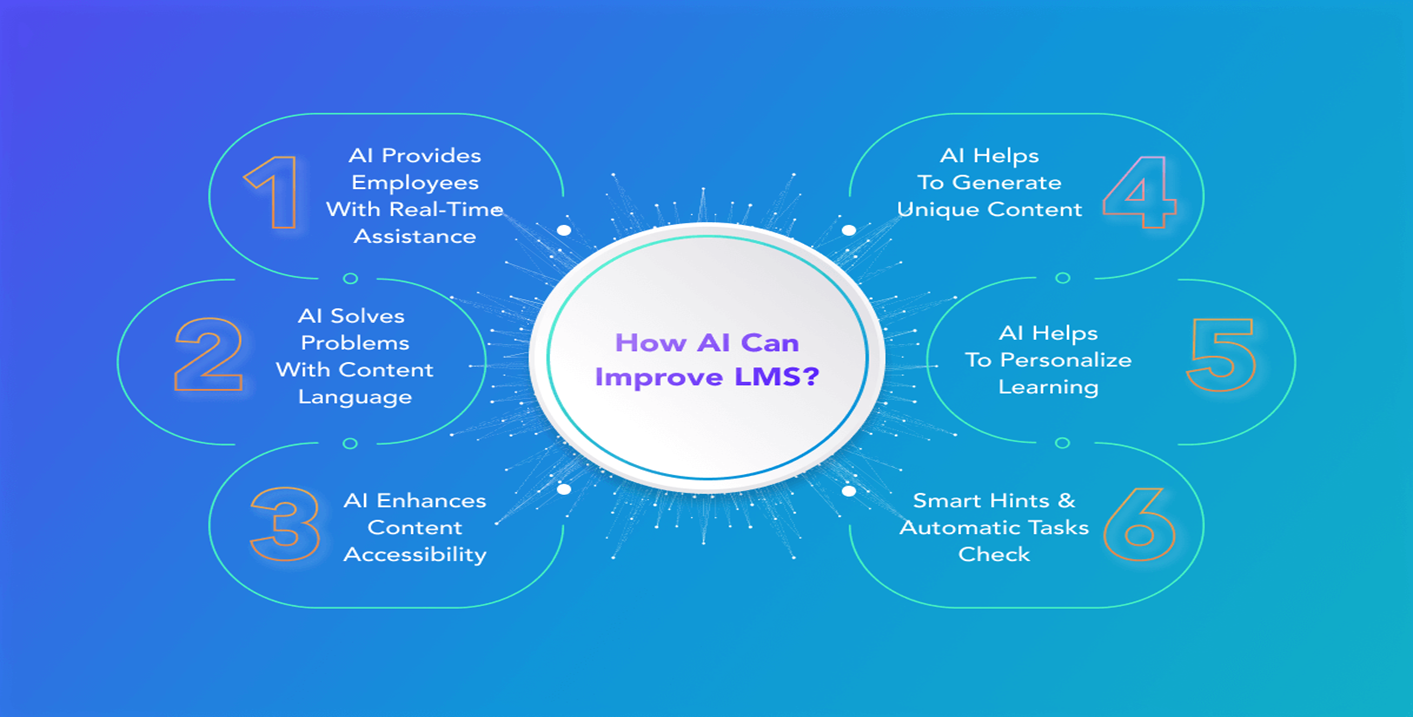 1
AI Provides
Employees
With Real-Time
Assistance
2
AI Solves
Problems
With Content
Language
3
AI Enhances
Content
Accessibility
How AI Can
Improve LMS?
4
AI Helps
To Generate
Unique Content
5
AI Helps
To Personalize
Learning
6
Smart Hints &
Automatic Tasks
Check